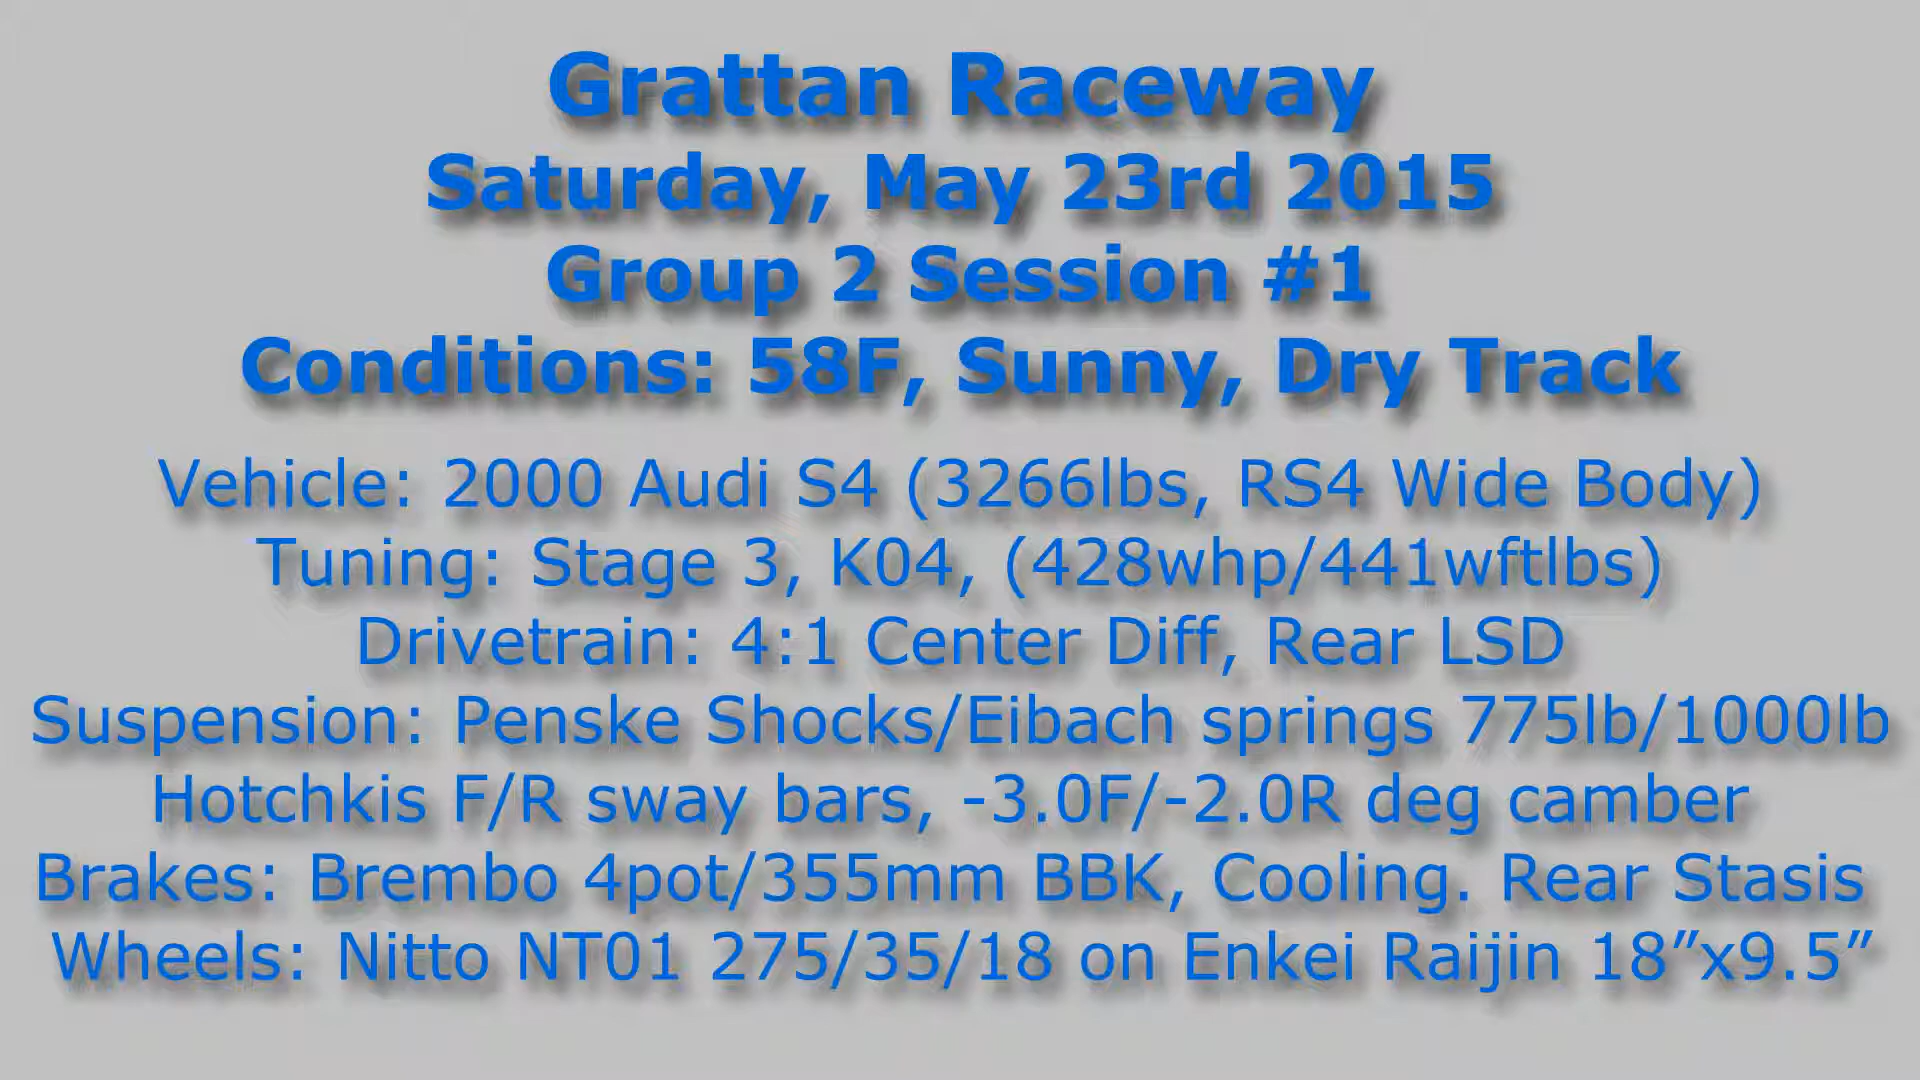 Grattan Raceway
Saturday, May 23rd 2015
Group 2 Session #1
Conditions: 58F, Sunny, Dry Track
Vehicle: 2000 Audi S4 (3266lbs, RS4 Wide Body)
Tuning: Stage 3, K04, (428whp/441wftlbs)
Drivetrain: 4:1 Center Diff, Rear LSD
Suspension: Penske Shocks/Eibach springs 775lb/1000lb
Hotchkis F/R sway bars, -3.0F/-2.0R deg camber
Brakes: Brembo 4pot/355mm BBK, Cooling. Rear Stasis
Wheels: Nitto NT01 275/35/18 on Enkei Raijin 18”x9.5”